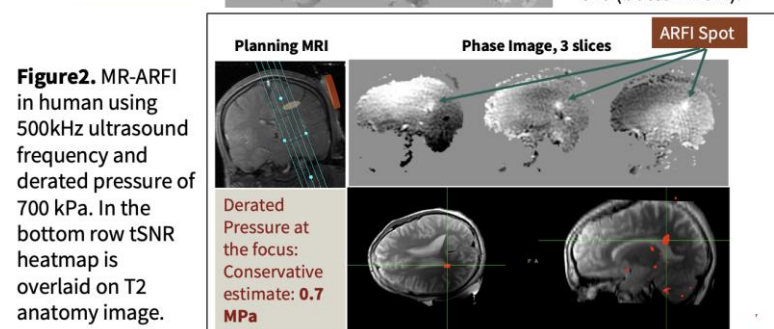 ARFI Spot
Planning MRI
Phase Image, 3 slices
Figure2. MR-ARFI
in human using
500kHz ultrasound
frequency and
derated pressure of
700 kPa. In the
bottom row tSNR
heatmap is
overlaid on T2
anatomy image.
Derated
Pressure at
the focus:
Conservative
estimate: 0.7
MPa
P A